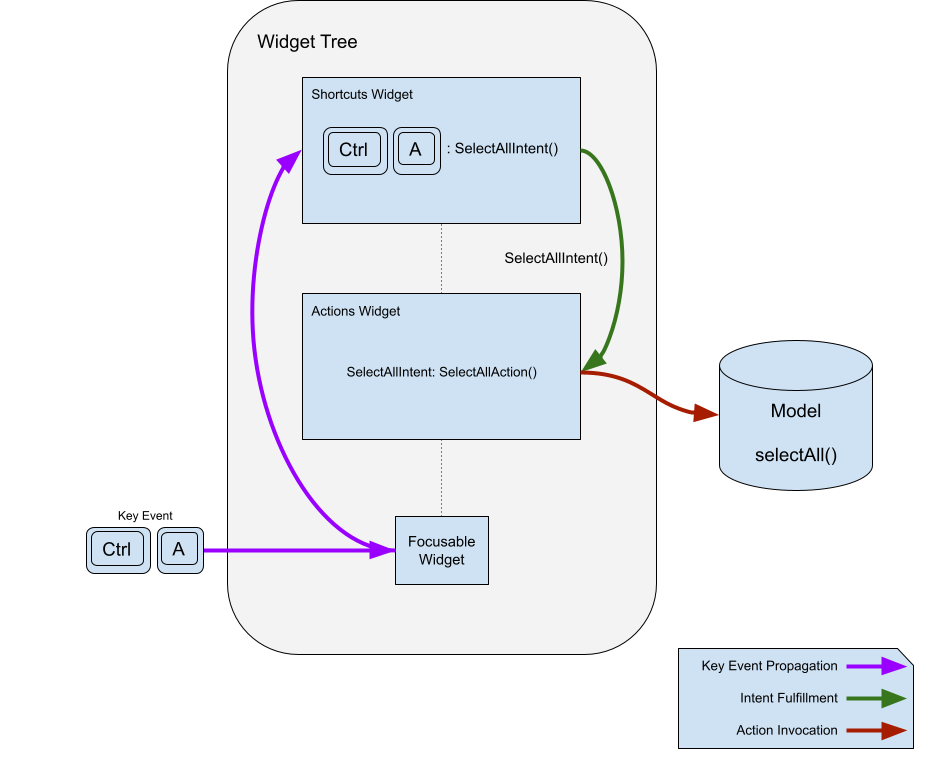 Widget Tree
Shortcuts Widget
Ctrl A : SelectAllIntent()
SelectAllIntent()
Actions Widget
SelectAllIntent: SelectAllAction()
Model
selectAll()
Key Event
Ctrl A
Focusable
Widget
Key Event Propagation
Intent Fulfillment
Action Invocation